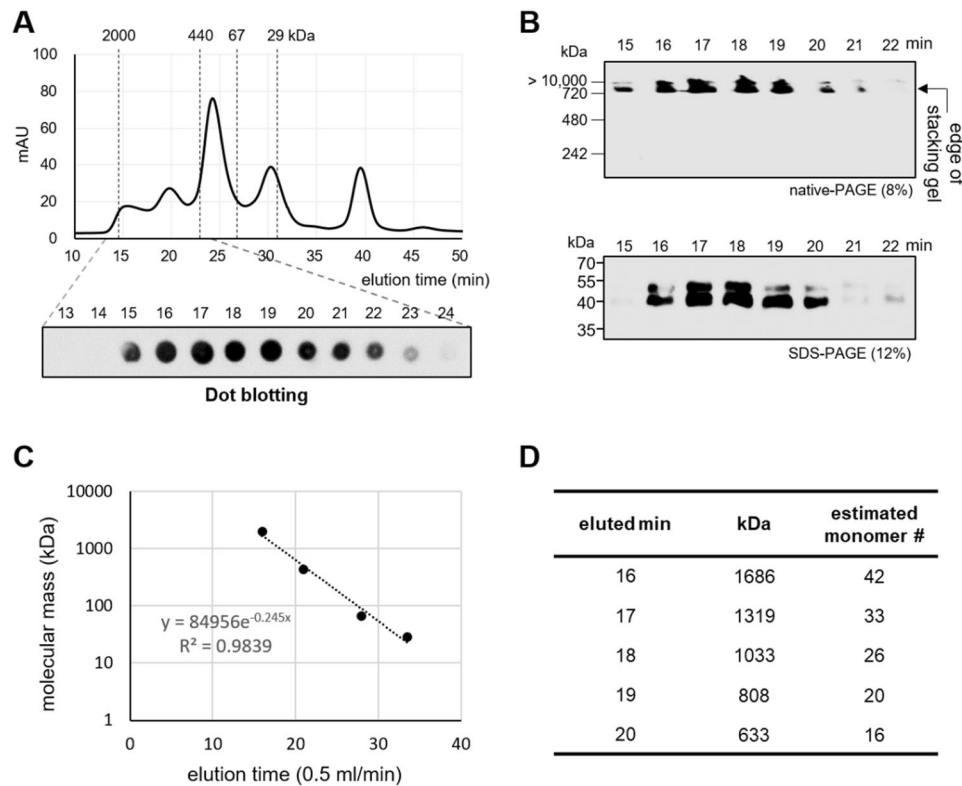 A
2000 440 67 29 kDa
100
80
60
40
20
0
mAU
10 15 20 25 30 35 40 45 50
elution time (min)
13 14 15 16 17 18 19 20 21 22 23 24
Dot blotting
B
kDa 15 16 17 18 19 20 21 22 min
> 10,000
720
480
242
edge of
stacking gel
native-PAGE (8%)
kDa 15 16 17 18 19 20 21 22 min
70
55
40
35
SDS-PAGE (12%)
C
10000
1000
100
10
1
molecular mass (kDa)
y = 84956e^-0.245x
R² = 0.9839
0 10 20 30 40
elution time (0.5 ml/min)
D
eluted min kDa estimated monomer #
16 1686 42
17 1319 33
18 1033 26
19 808 20
20 633 16